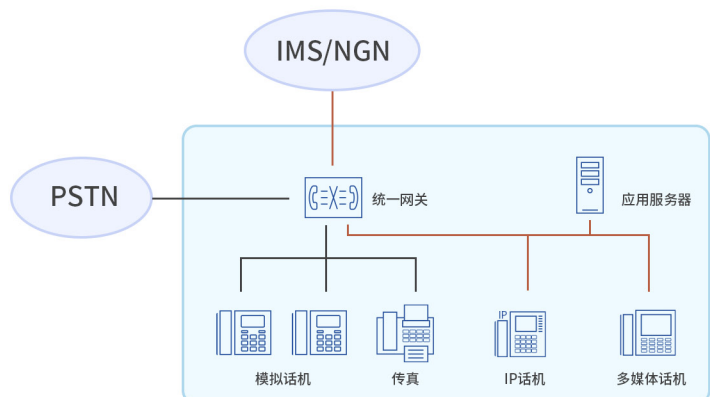 IMS/NGN
PSTN
统一网关
应用服务器
IP
模拟话机
传真
IP话机
多媒体话机